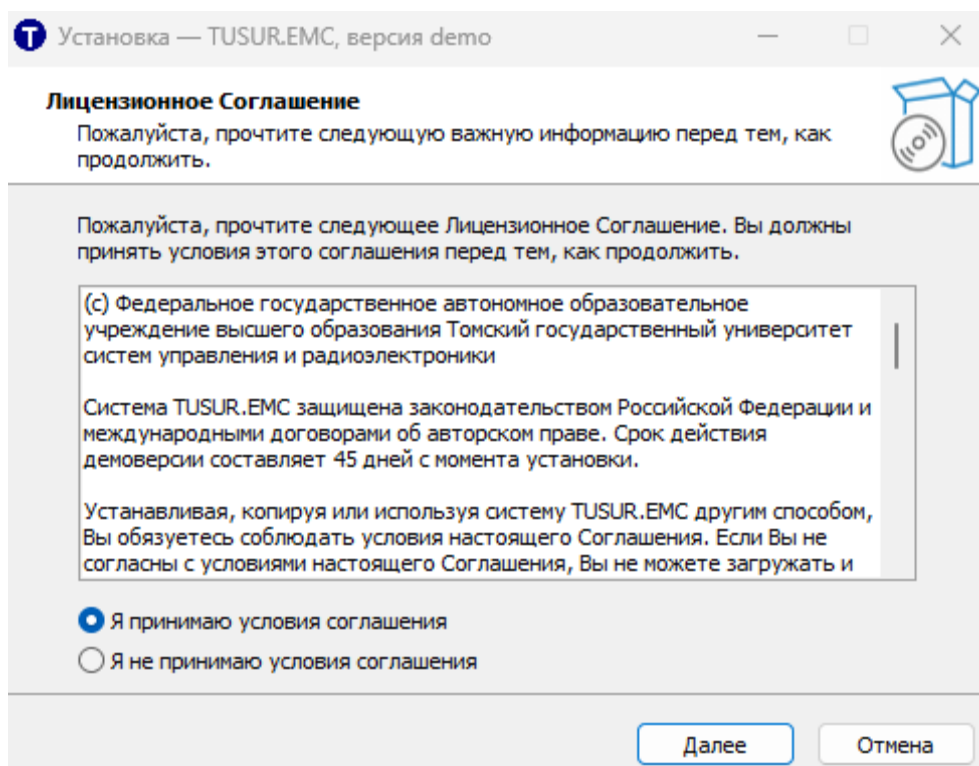 Установка — TUSUR.EMC, версия demo
Лицензионное Соглашение
Пожалуйста, прочтите следующую важную информацию перед тем, как
продолжить.
Пожалуйста, прочтите следующее Лицензионное Соглашение. Вы должны
принять условия этого соглашения перед тем, как продолжить.
(с) Федеральное государственное автономное образовательное
учреждение высшего образования Томский государственный университет
систем управления и радиоэлектроники
Система TUSUR.EMC защищена законодательством Российской Федерации и
международными договорами об авторском праве. Срок действия
демоверсии составляет 45 дней с момента установки.
Устанавливая, копируя или используя систему TUSUR.EMC другим способом,
Вы обязуетесь соблюдать условия настоящего Соглашения. Если Вы не
согласны с условиями настоящего Соглашения, Вы не можете загружать и
Я принимаю условия соглашения
Я не принимаю условия соглашения
Далее
Отмена